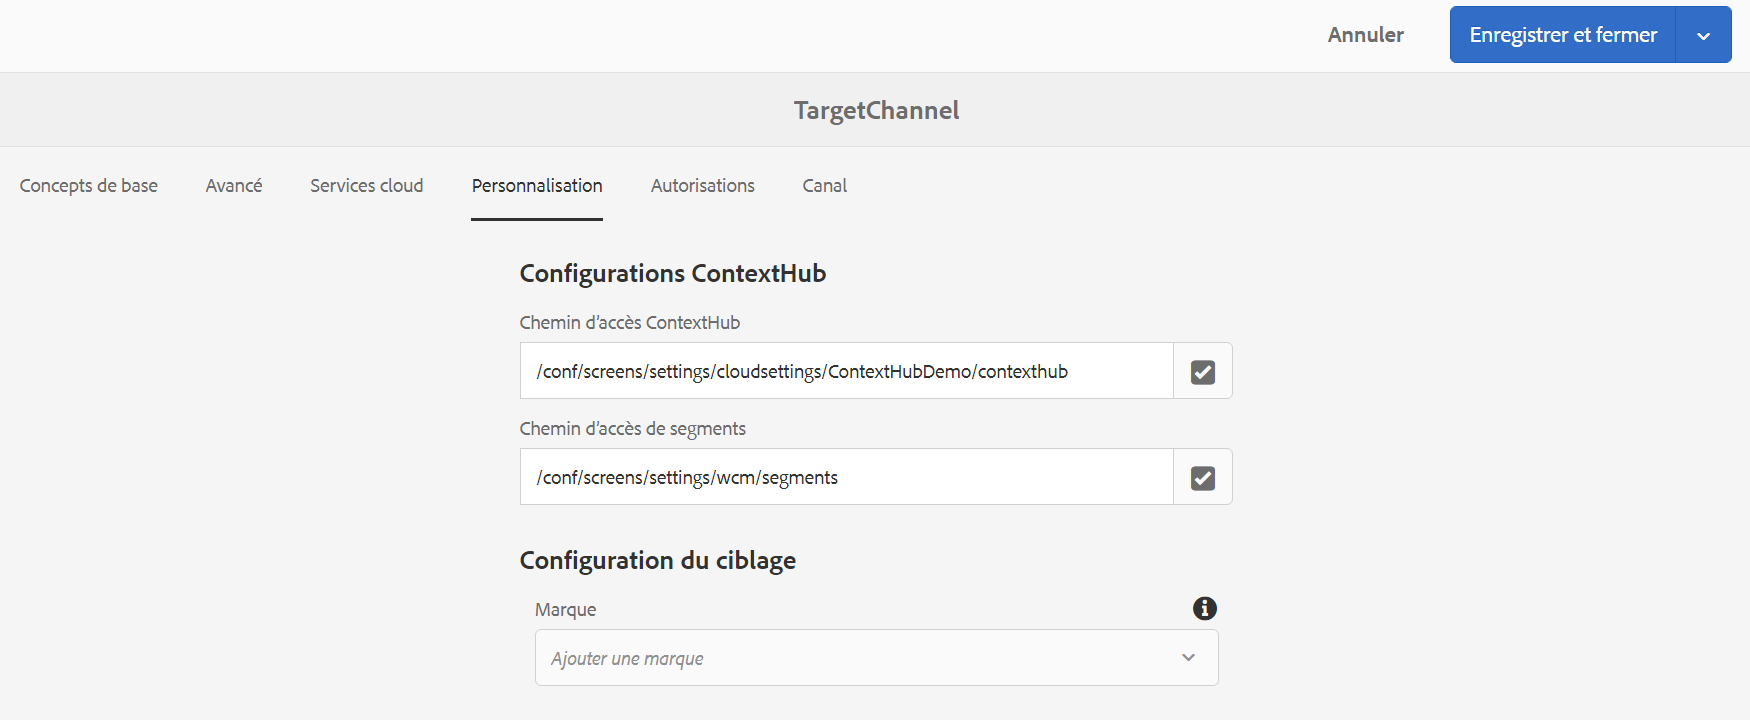 Annuler
Enregistrer et fermer
TargetChannel
Concepts de base Avancé Services cloud Personnalisation Autorisations Canal
Configurations ContextHub
Chemin d’accès ContextHub
/conf/screens/settings/cloudsettings/ContextHubDemo/contexthub
Chemin d’accès de segments
/conf/screens/settings/wcm/segments
Configuration du ciblage
Marque
Ajouter une marque